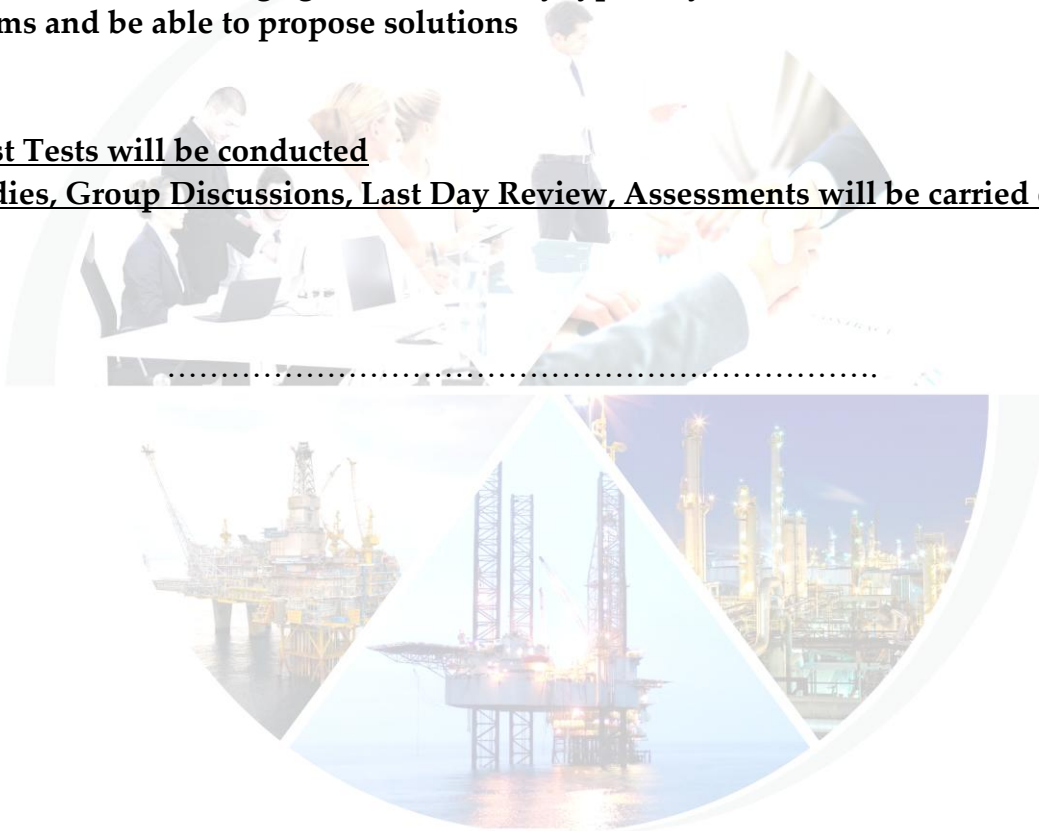 ms and be able to propose solutions
st Tests will be conducted
dies, Group Discussions, Last Day Review, Assessments will be carried
………………………………………………………….
CONTRACT